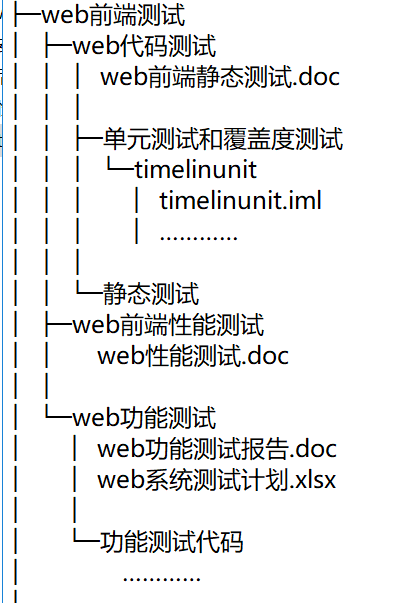 ├─web前端测试
│  ├─web代码测试
│  │  │  web前端静态测试.doc
│  │  │
│  │  ├─单元测试和覆盖度测试
│  │  │  └─timelinunit
│  │  │      │  timelinunit.iml
│  │  │      │  …………
│  │  │
│  │  └─静态测试
│  ├─web前端性能测试
│  │      web性能测试.doc
│  │
│  └─web功能测试
│      │  web功能测试报告.doc
│      │  web系统测试计划.xlsx
│      │
│      └─功能测试代码
│              …………
│